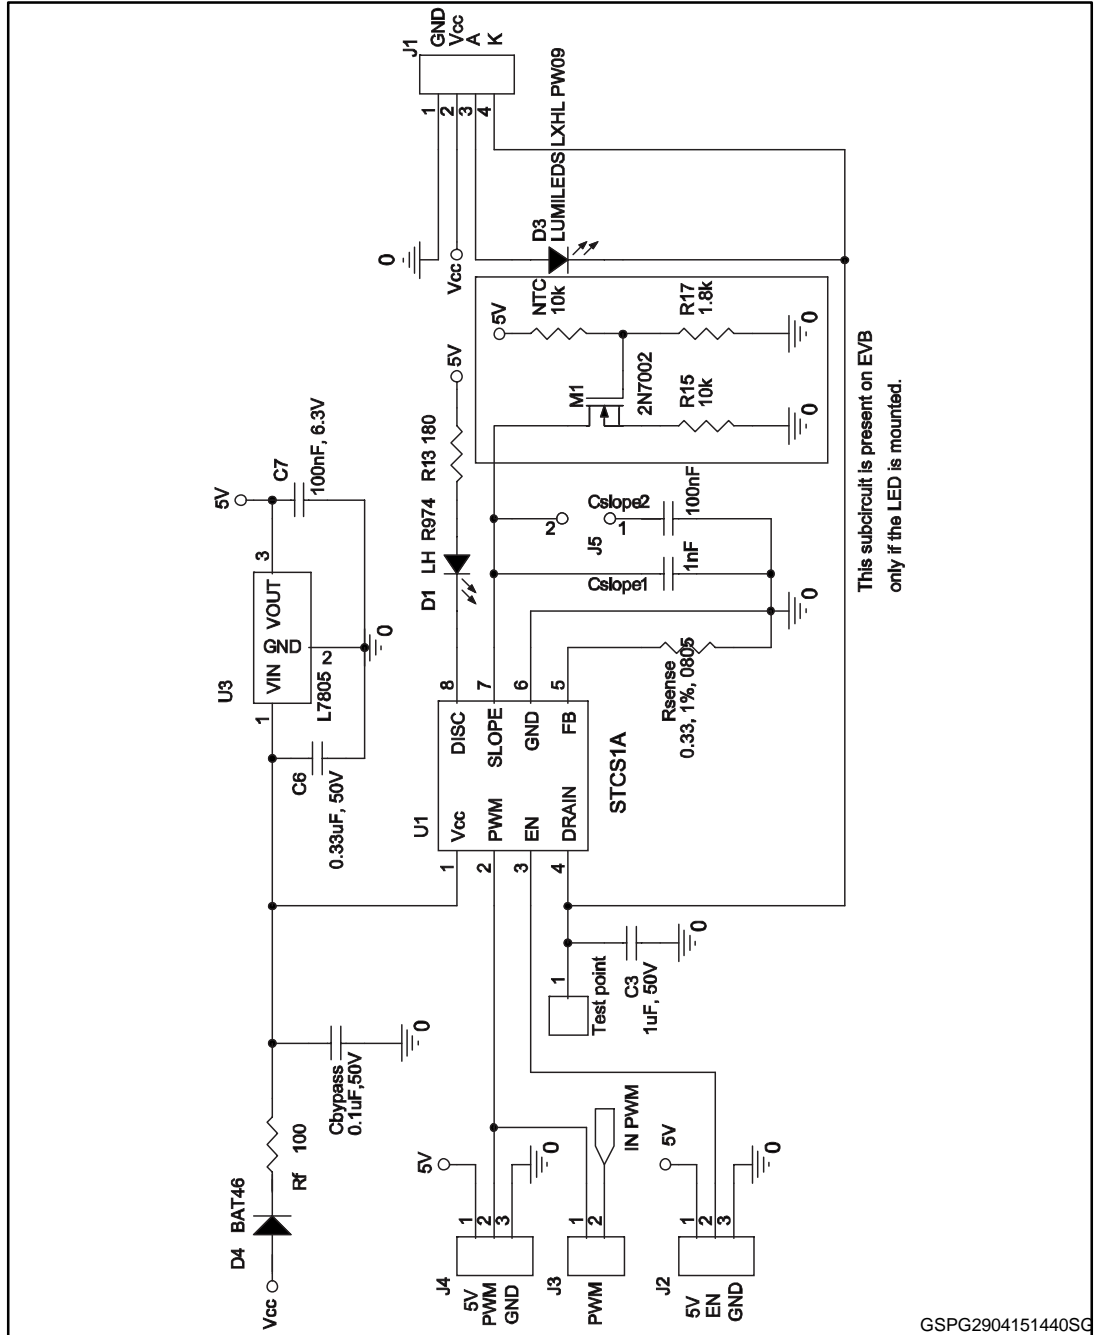 J1
GND
Vcc
A
K
1
2
3
4
0
Vcc
D3
LUMILEDS LXHL PW09
NTC
10k
5V
R17
1.8k
0
M1
2N7002
R15
10k
0
This subcircuit is present on EVB
only if the LED is mounted.
5V
C7
100nF, 6.3V
U3
VIN
VOUT
GND
1
2
3
L7805
0
C6
0.33uF, 50V
5V
R13 180
D1 LH R974
Cslope2
100nF
2
J5
1
Cslope1
1nF
0
Rsense
0.33, 1%, 0805
U1
Vcc
PWM
EN
DRAIN
DISC
SLOPE
GND
FB
1
2
3
4
8
7
6
5
STCS1A
Test point
1
C3
1uF, 50V
0
Cbypass
0.1uF,50V
0
Rf 100
D4 BAT46
Vcc
J4
5V
PWM
GND
1
2
3
5V
0
J3
PWM
1
2
IN PWM
J2
5V
EN
GND
1
2
3
5V
0
GSPG2904151440SG